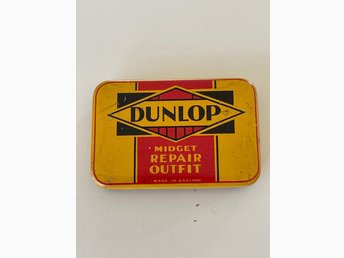 DUNLOP
MIDGET
REPAIR
OUTFIT
MADE IN ENGLAND